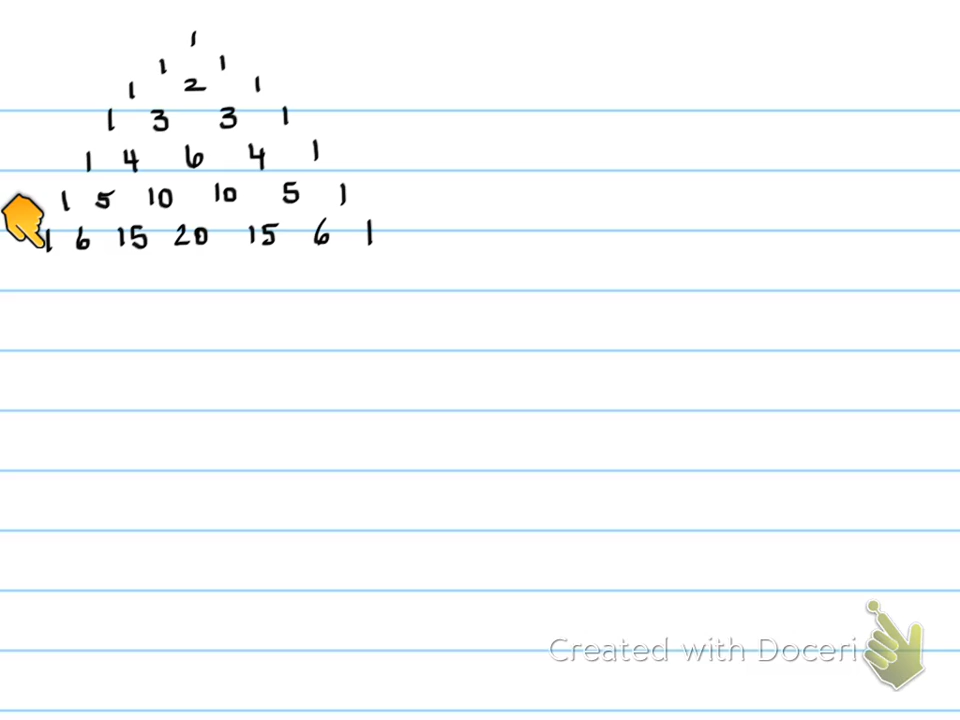 1
1 1
1 2 1
1 3 3 1
1 4 6 4 1
1 5 10 10 5 1
1 6 15 20 15 6 1
Created with Doceri